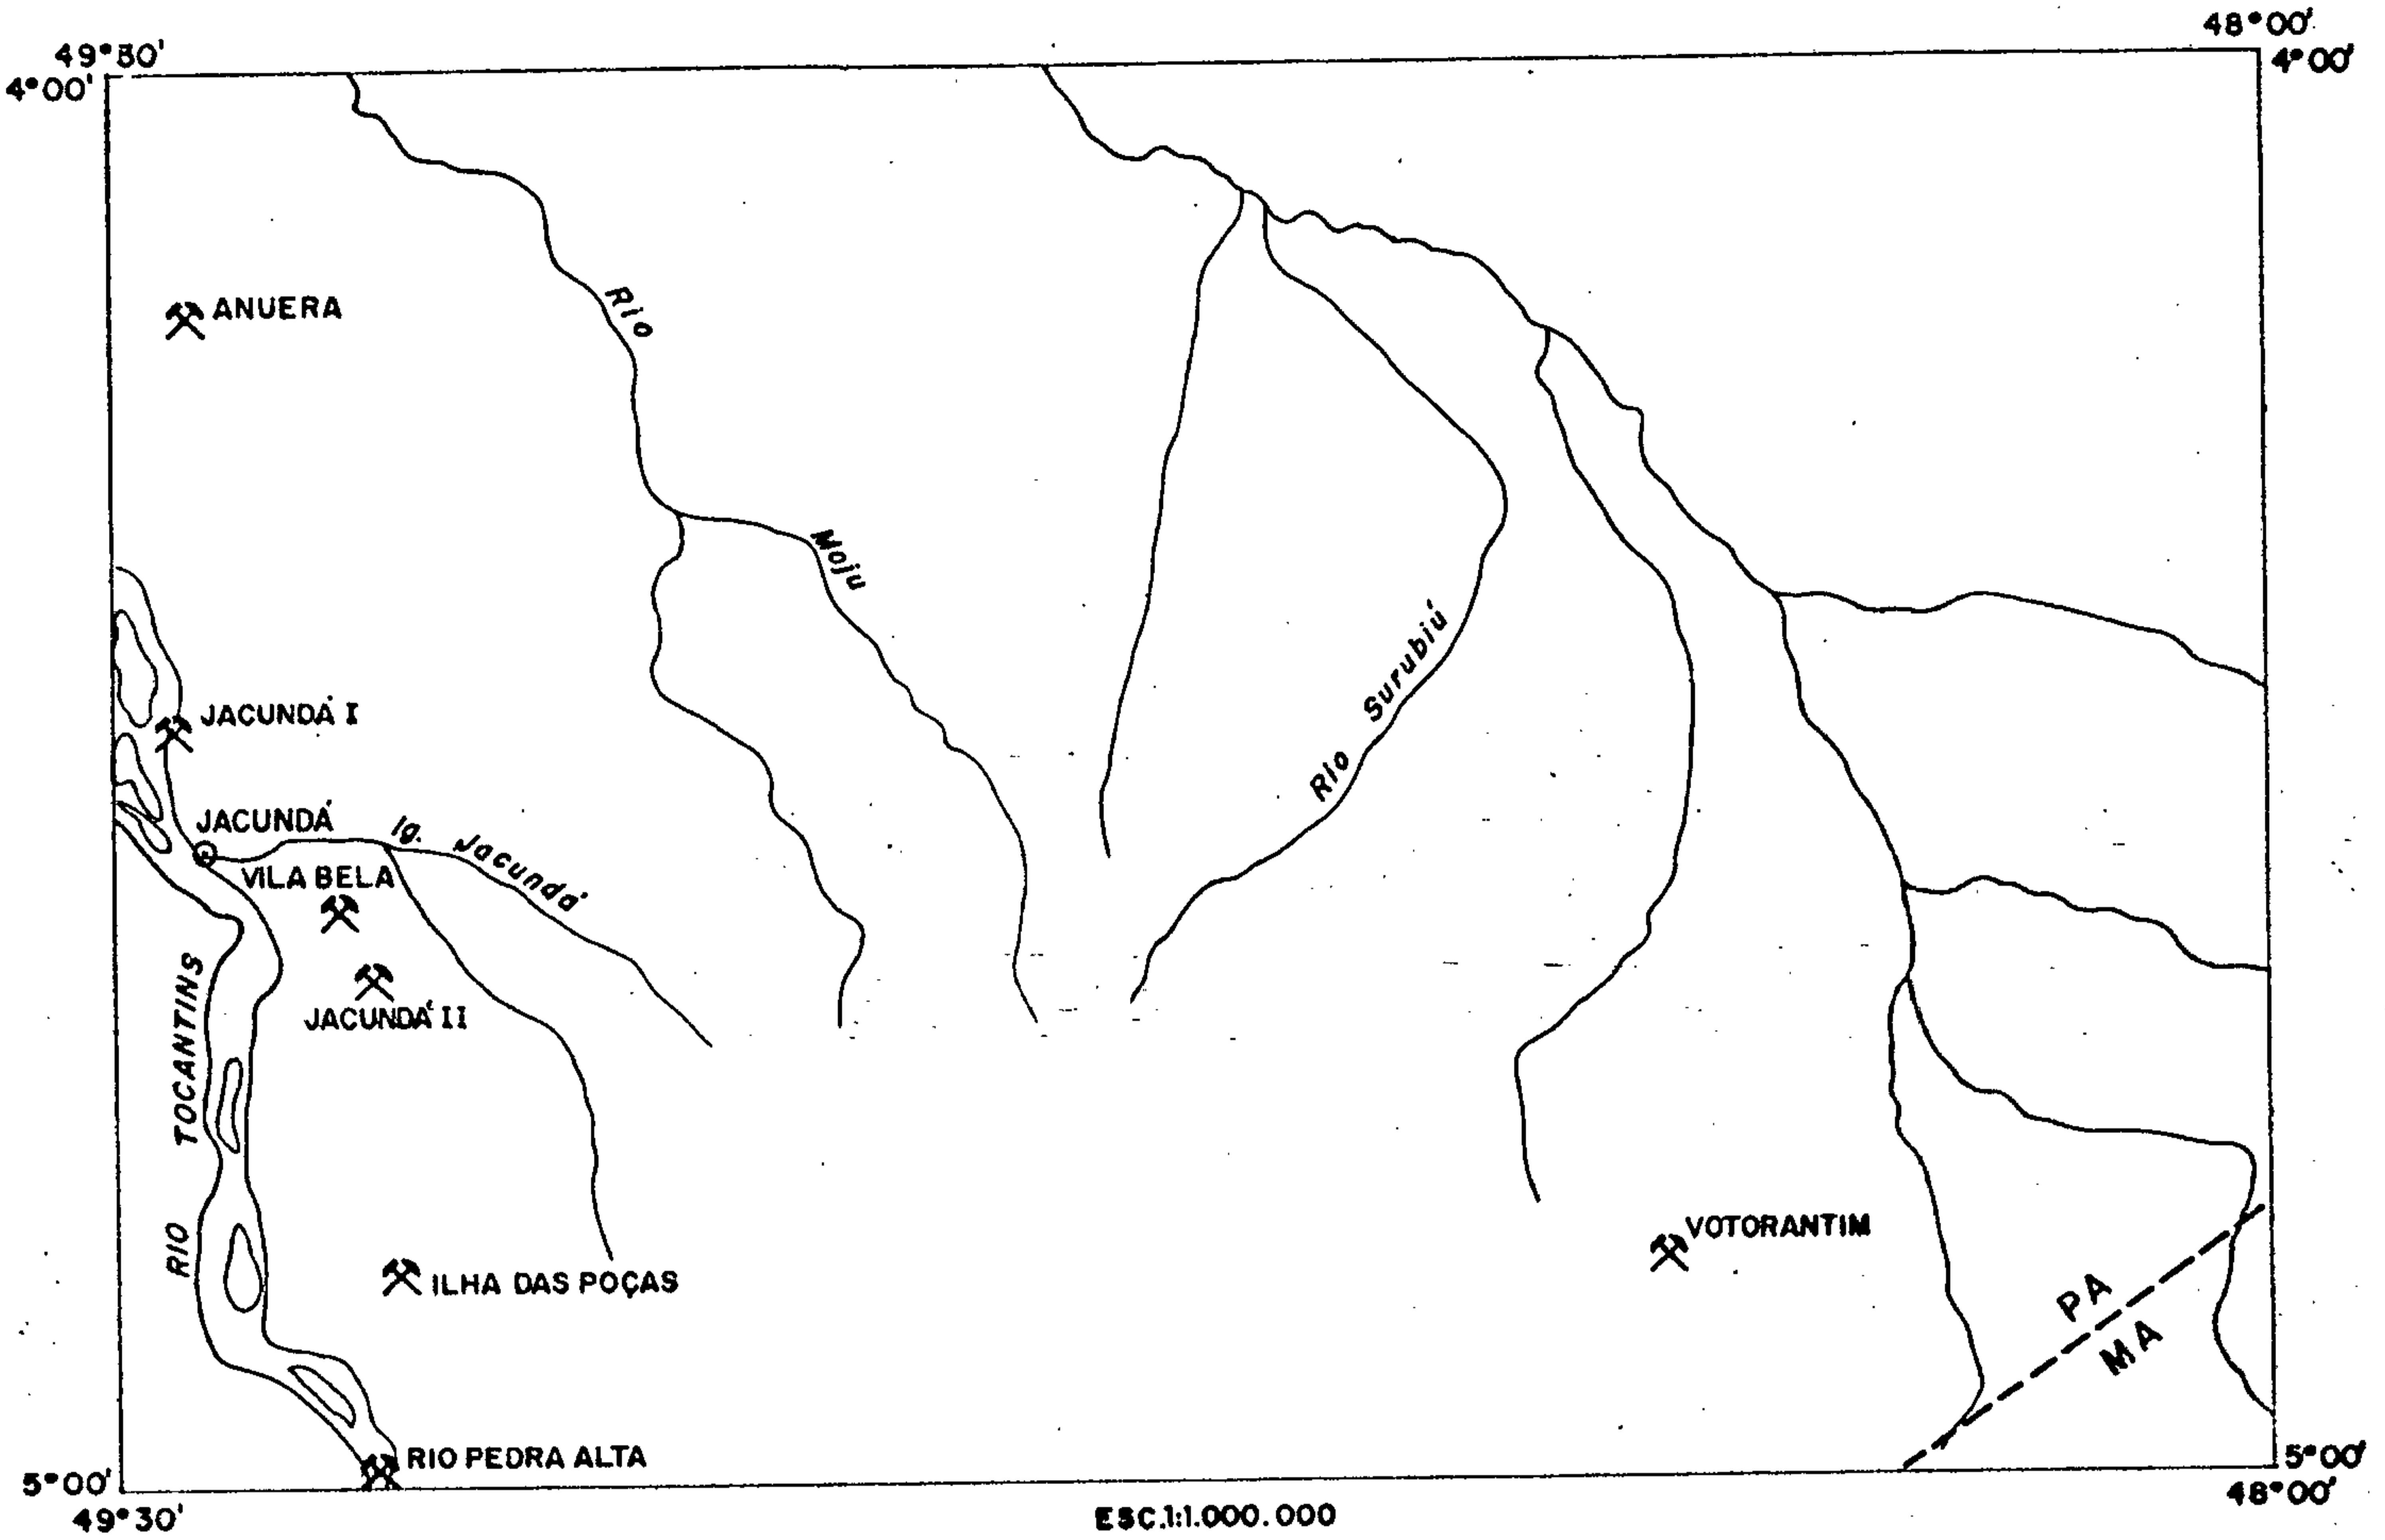 48°00'
49°30'
4°00'
4°00'
ANUERA
Rio
Moju
Rio Surubiú
JACUNDÁ I
JACUNDÁ
Ig. Jacundá
VILA BELA
JACUNDÁ II
RIO TOCANTINS
VOTORANTIM
ILHA DAS POÇAS
PA
MA
RIO PEDRA ALTA
5°00'
5°00'
49°30'
48°00'
ESC.1:1.000.000